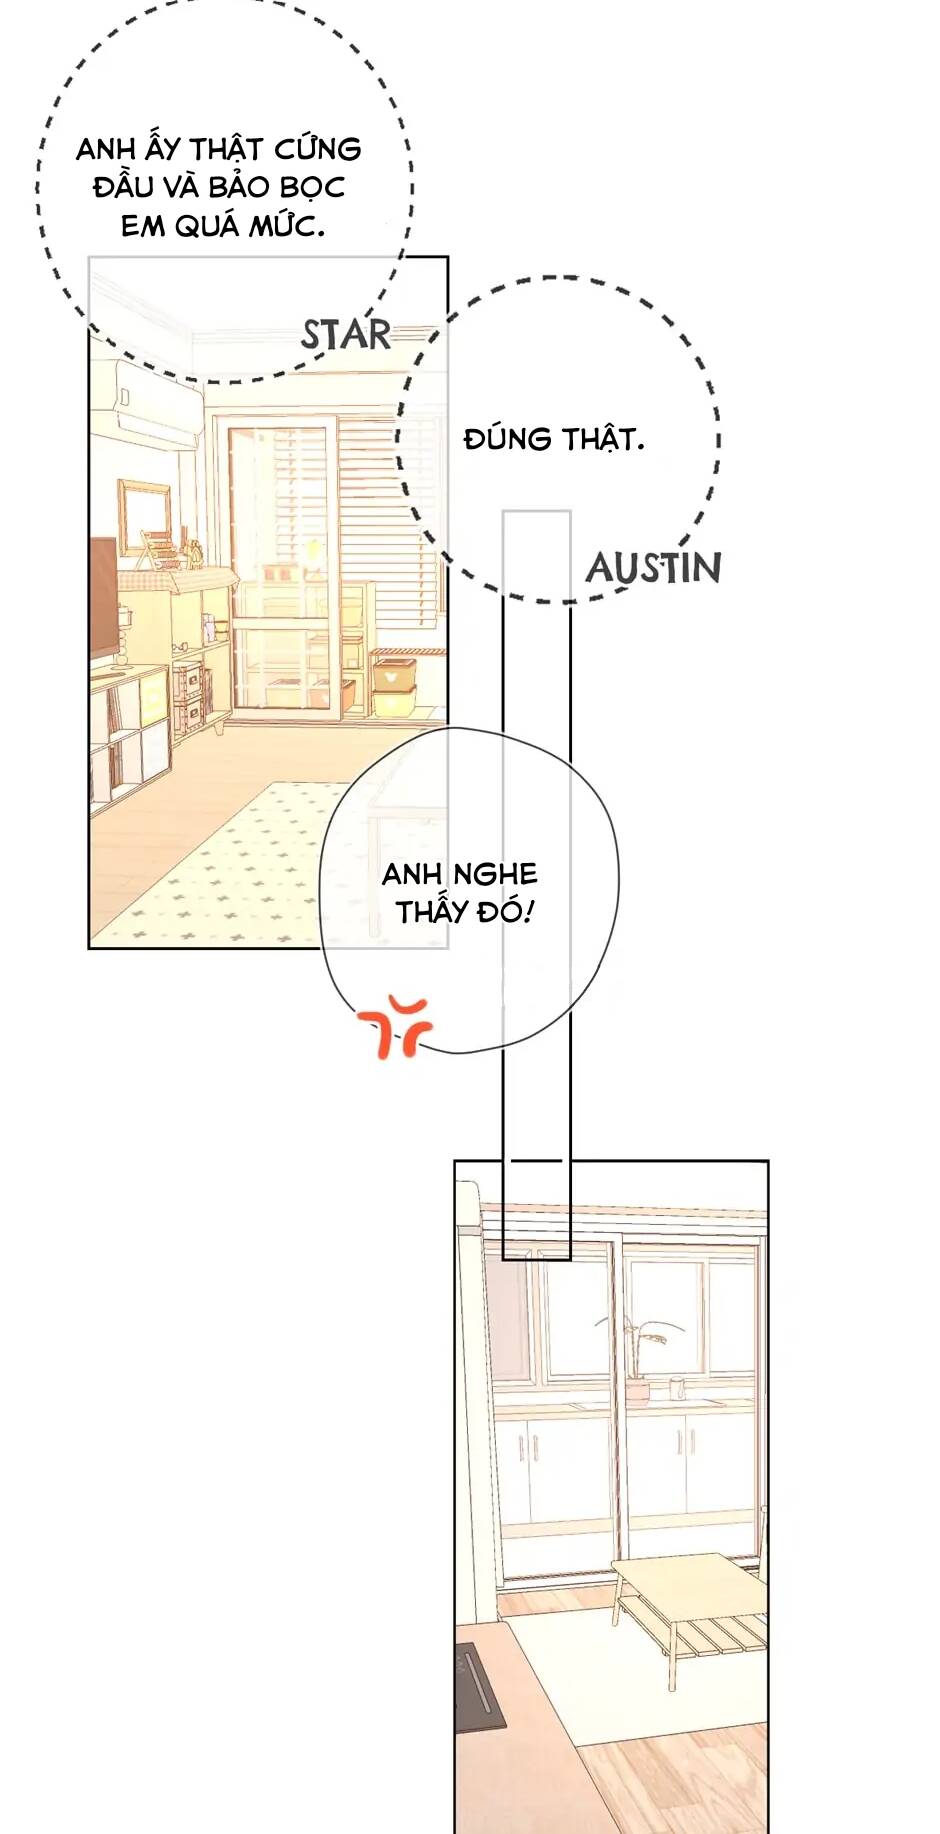 ANH ẤY THẬT CỨNG
ĐẦU VÀ BẢO BỌC
EM QUÁ MỨC.
STAR
ĐÚNG THẬT.
AUSTIN
ANH NGHE
THẤY ĐÓ!